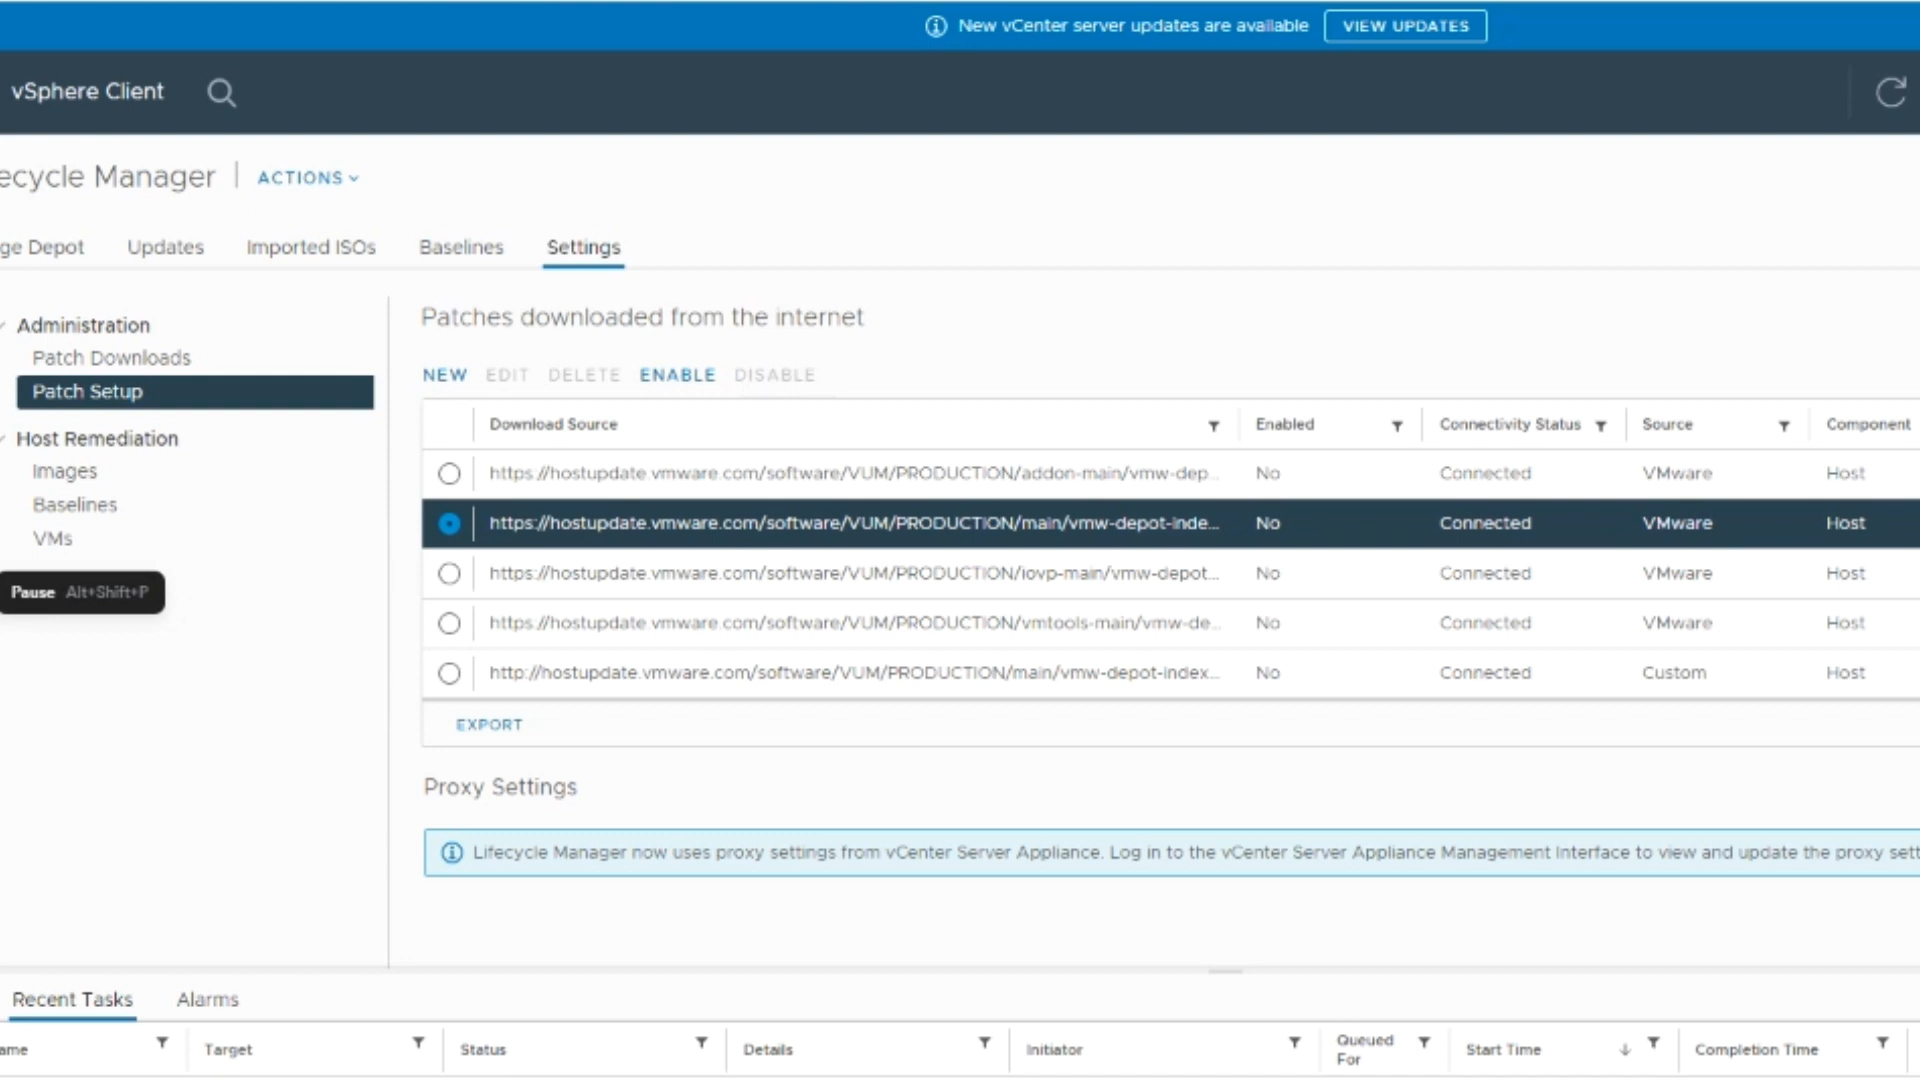 New vCenter server updates are available VIEW UPDATES
vSphere Client
ecycle Manager ACTIONS
ge Depot Updates Imported ISOs Baselines Settings
Administration
Patch Downloads
Patch Setup
Host Remediation
Images
Baselines
VMs
Pause Alt+Shift+P
Patches downloaded from the internet
NEW EDIT DELETE ENABLE DISABLE
Download Source Enabled Connectivity Status Source Component
https://hostupdate.vmware.com/software/VUM/PRODUCTION/addon-main/vmw-dep... No Connected VMware Host
https://hostupdate.vmware.com/software/VUM/PRODUCTION/main/vmw-depot-inde... No Connected VMware Host
https://hostupdate.vmware.com/software/VUM/PRODUCTION/iovp-main/vmw-depot... No Connected VMware Host
https://hostupdate.vmware.com/software/VUM/PRODUCTION/vmtools-main/vmw-de... No Connected VMware Host
http://hostupdate.vmware.com/software/VUM/PRODUCTION/main/vmw-depot-index... No Connected Custom Host
EXPORT
Proxy Settings
Lifecycle Manager now uses proxy settings from vCenter Server Appliance. Log in to the vCenter Server Appliance Management Interface to view and update the proxy sett
Recent Tasks Alarms
ame Target Status Details Initiator Queued For Start Time Completion Time